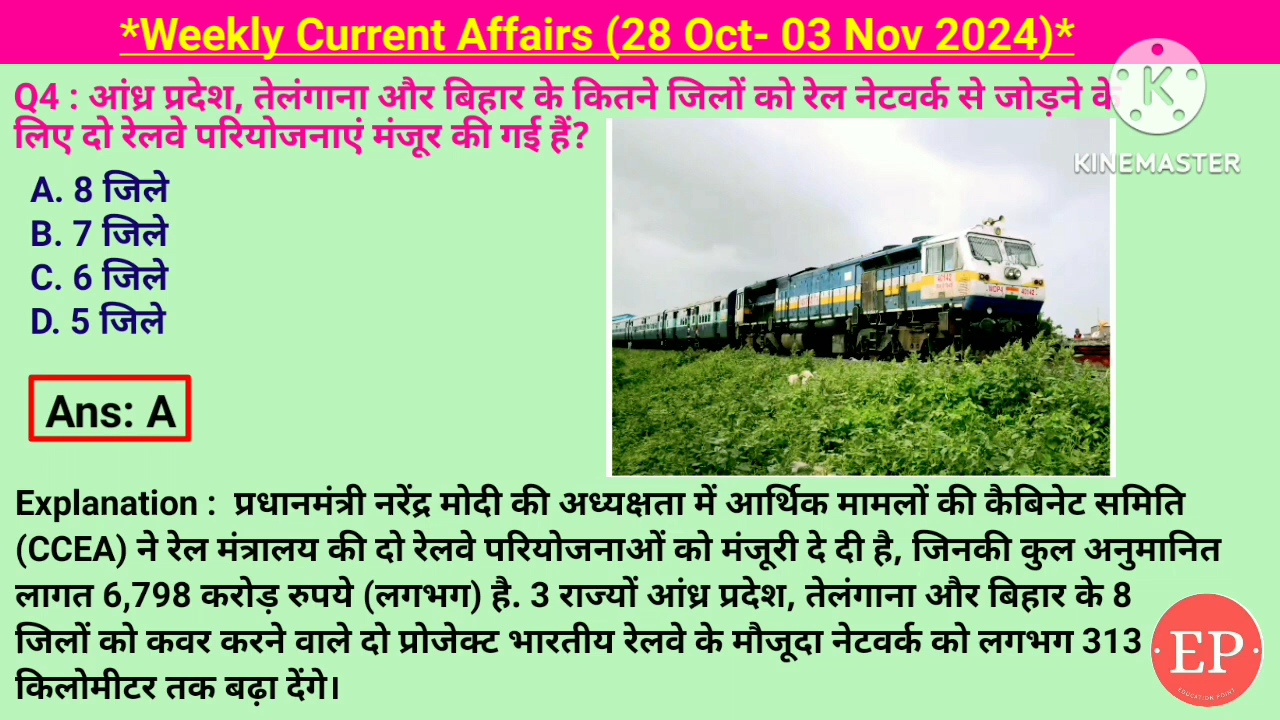 *Weekly Current Affairs (28 Oct- 03 Nov 2024)*
Q4 : आंध्र प्रदेश, तेलंगाना और बिहार के कितने जिलों को रेल नेटवर्क से जोड़ने के
लिए दो रेलवे परियोजनाएं मंजूर की गई हैं?
K
KINEMASTER
A. 8 जिले
B. 7 जिले
C. 6 जिले
D. 5 जिले
Ans: A
Explanation : प्रधानमंत्री नरेंद्र मोदी की अध्यक्षता में आर्थिक मामलों की कैबिनेट समिति
(CCEA) ने रेल मंत्रालय की दो रेलवे परियोजनाओं को मंजूरी दे दी है, जिनकी कुल अनुमानित
लागत 6,798 करोड़ रुपये (लगभग) है. 3 राज्यों आंध्र प्रदेश, तेलंगाना और बिहार के 8
जिलों को कवर करने वाले दो प्रोजेक्ट भारतीय रेलवे के मौजूदा नेटवर्क को लगभग 313
किलोमीटर तक बढ़ा देंगे।
EP
EDUCATION POINT